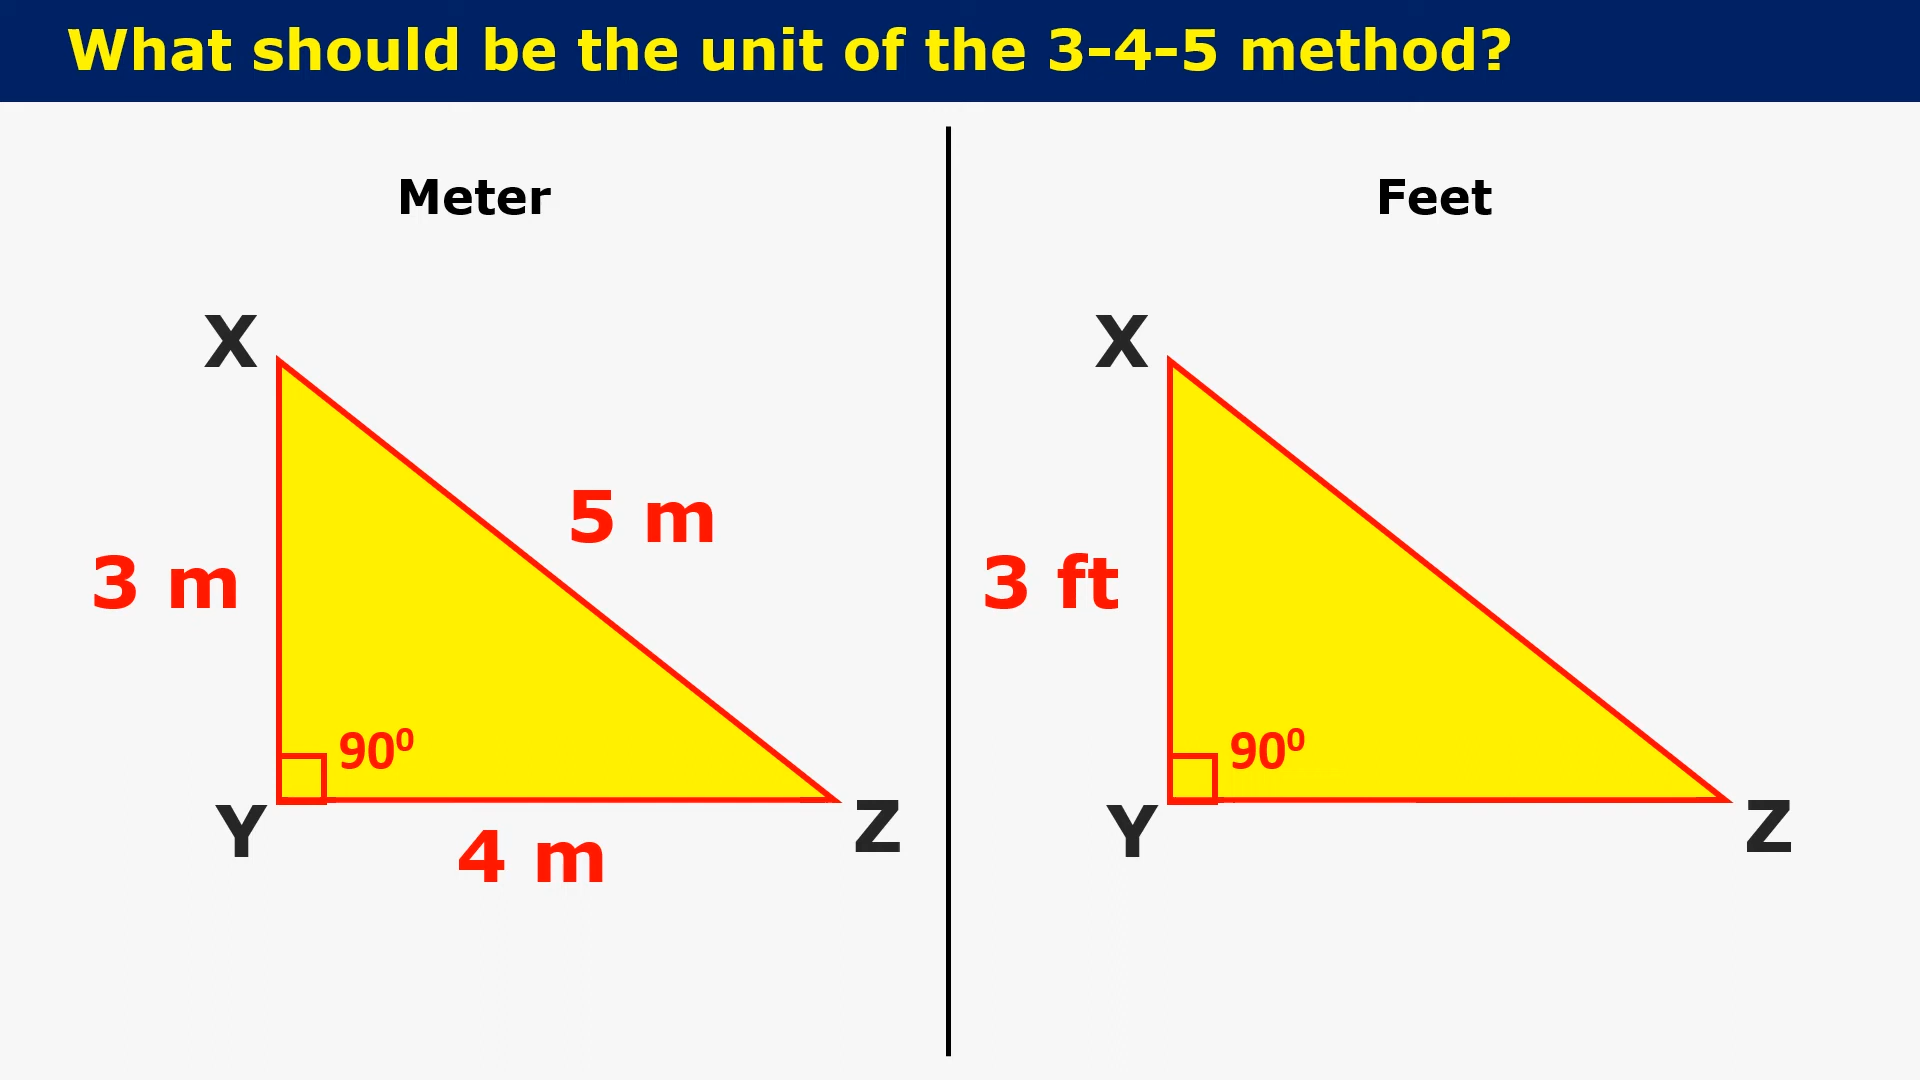 What should be the unit of the 3–4–5 method?
Meter
X
5 m
3 m
90⁰
Y
Z
4 m
Feet
X
3 ft
90⁰
Y
Z